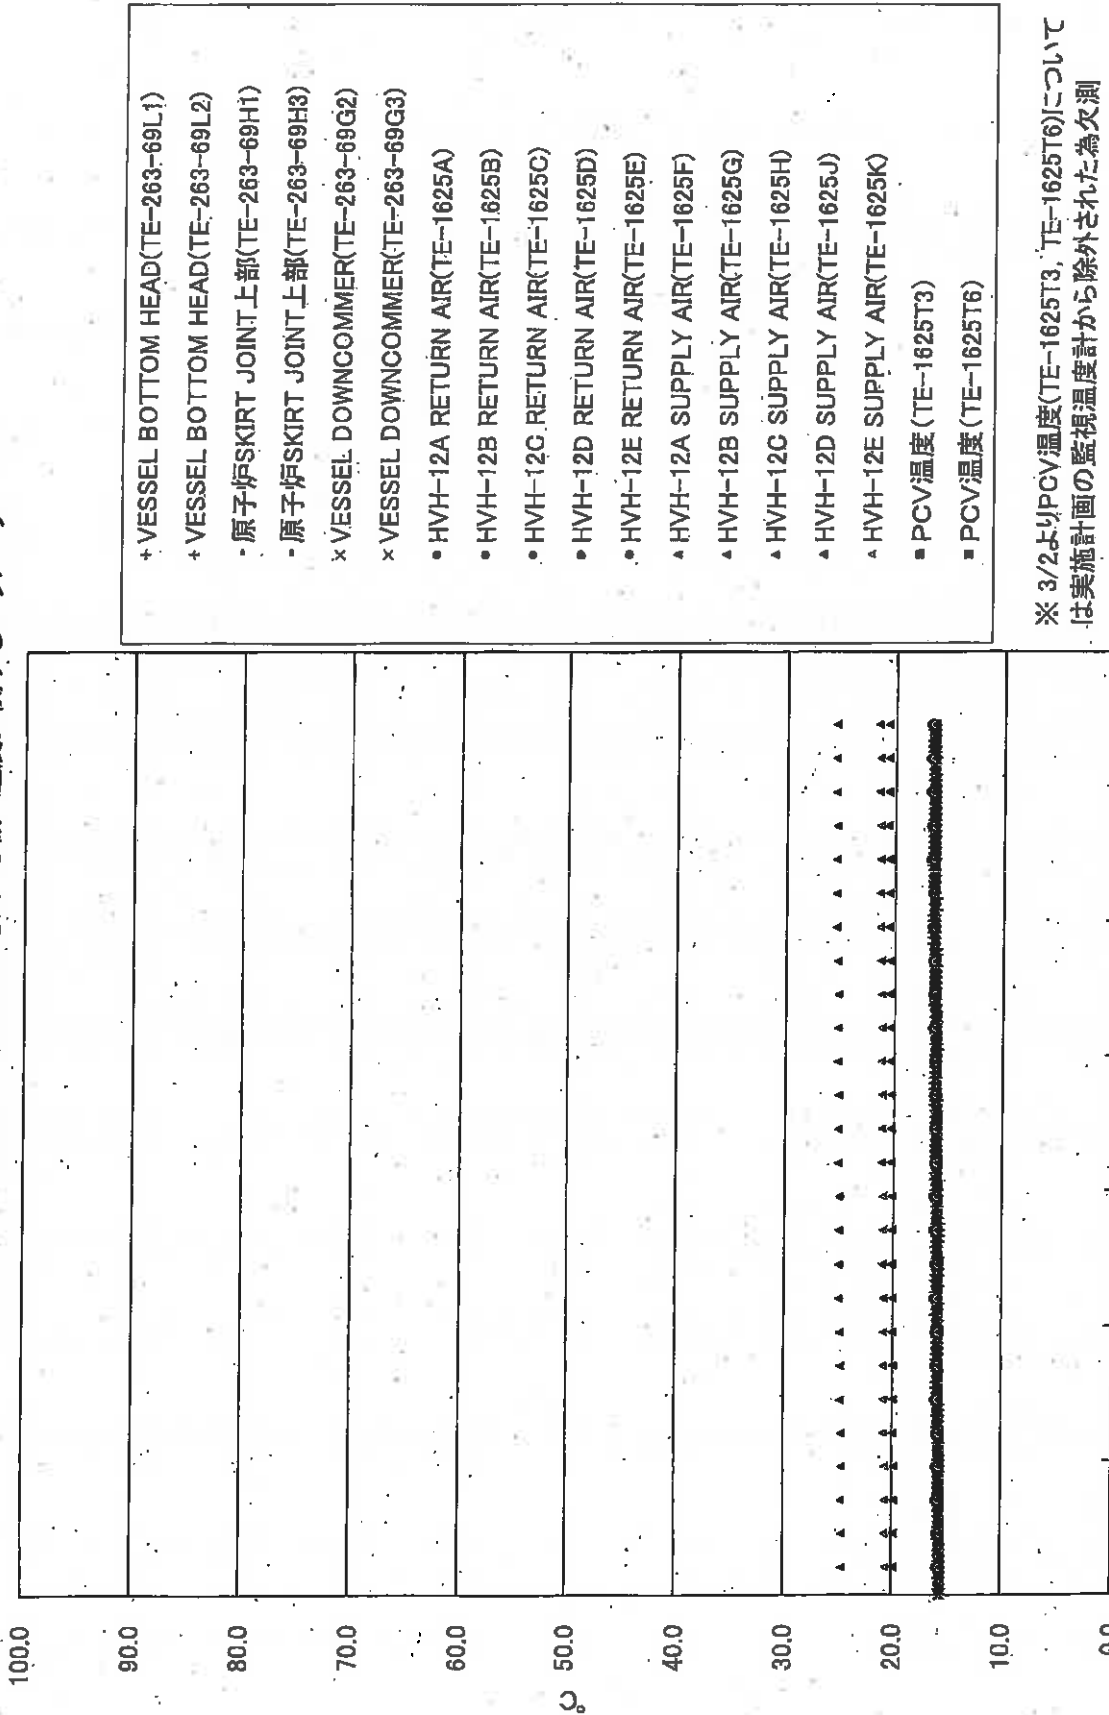 100.0
90.0
80.0
70.0
60.0
50.0
40.0
30.0
20.0
10.0
0.0
℃
+ VESSEL BOTTOM HEAD(TE-263-69L1)
+ VESSEL BOTTOM HEAD(TE-263-69L2)
- 原子炉SKIRT JOINT上部(TE-263-69H1)
- 原子炉SKIRT JOINT上部(TE-263-69H3)
× VESSEL DOWNCOMMER(TE-263-69G2)
× VESSEL DOWNCOMMER(TE-263-69G3)
● HVH-12A RETURN AIR(TE-1625A)
● HVH-12B RETURN AIR(TE-1625B)
● HVH-12C RETURN AIR(TE-1625C)
● HVH-12D RETURN AIR(TE-1625D)
● HVH-12E RETURN AIR(TE-1625E)
▲ HVH-12A SUPPLY AIR(TE-1625F)
▲ HVH-12B SUPPLY AIR(TE-1625G)
▲ HVH-12C SUPPLY AIR(TE-1625H)
▲ HVH-12D SUPPLY AIR(TE-1625J)
▲ HVH-12E SUPPLY AIR(TE-1625K)
■ PCV温度(TE-1625T3)
■ PCV温度(TE-1625T6)
※ 3/2よりPCV温度(TE-1625T3, TE-1625T6)について
は実施計画の監視温度計から除外された為欠測